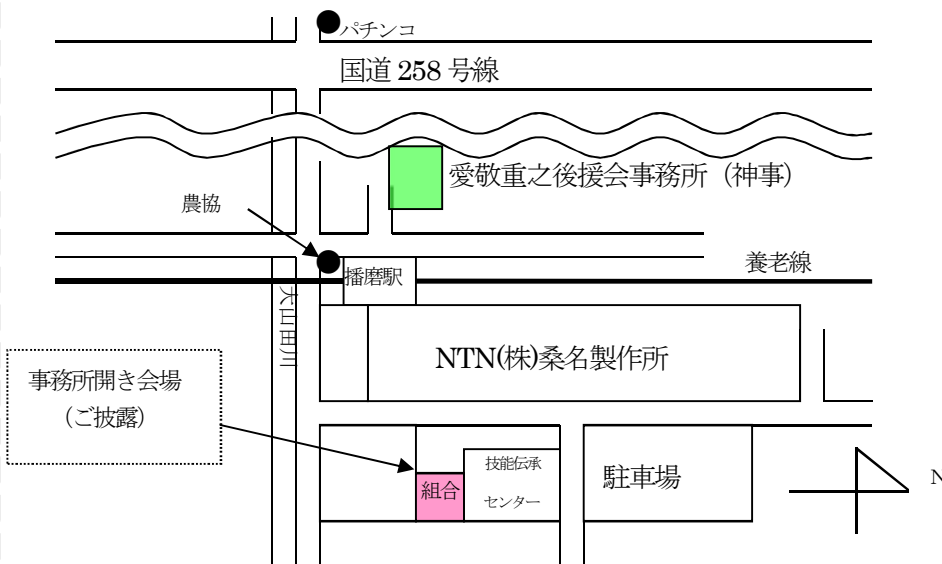 パチンコ
国道 258 号線
愛敬重之後援会事務所（神事）
農協
養老線
播磨駅
大山田川
NTN(株)桑名製作所
事務所開き会場
（ご披露）
技能伝承
センター
組合
駐車場
N